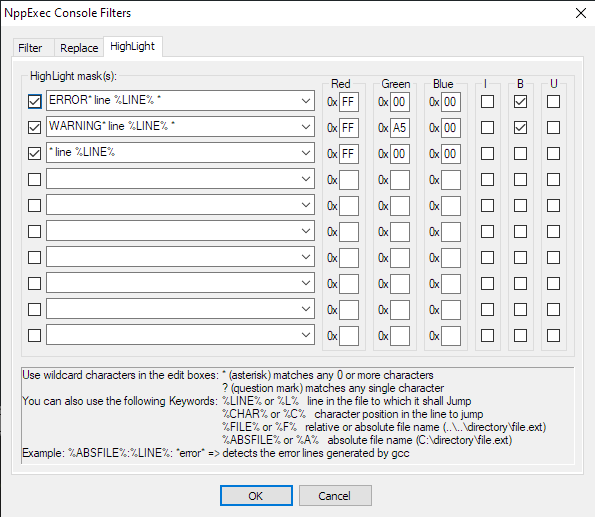 NppExec Console Filters
Filter Replace HighLight
HighLight mask(s): Red Green Blue I B U
ERROR* line %LINE% * 0x FF 0x 00 0x 00
WARNING* line %LINE% * 0x FF 0x A5 0x 00
* line %LINE% 0x FF 0x 00 0x 00
0x 0x 0x
0x 0x 0x
0x 0x 0x
0x 0x 0x
0x 0x 0x
0x 0x 0x
0x 0x 0x
Use wildcard characters in the edit boxes: * (asterisk) matches any 0 or more characters
? (question mark) matches any single character
You can also use the following Keywords: %LINE% or %L% line in the file to which it shall Jump
%CHAR% or %C% character position in the line to jump
%FILE% or %F% relative or absolute file name (..\..\directory\file.ext)
%ABSFILE% or %A% absolute file name (C:\directory\file.ext)
Example: %ABSFILE%:%LINE%: *error* => detects the error lines generated by gcc
OK Cancel